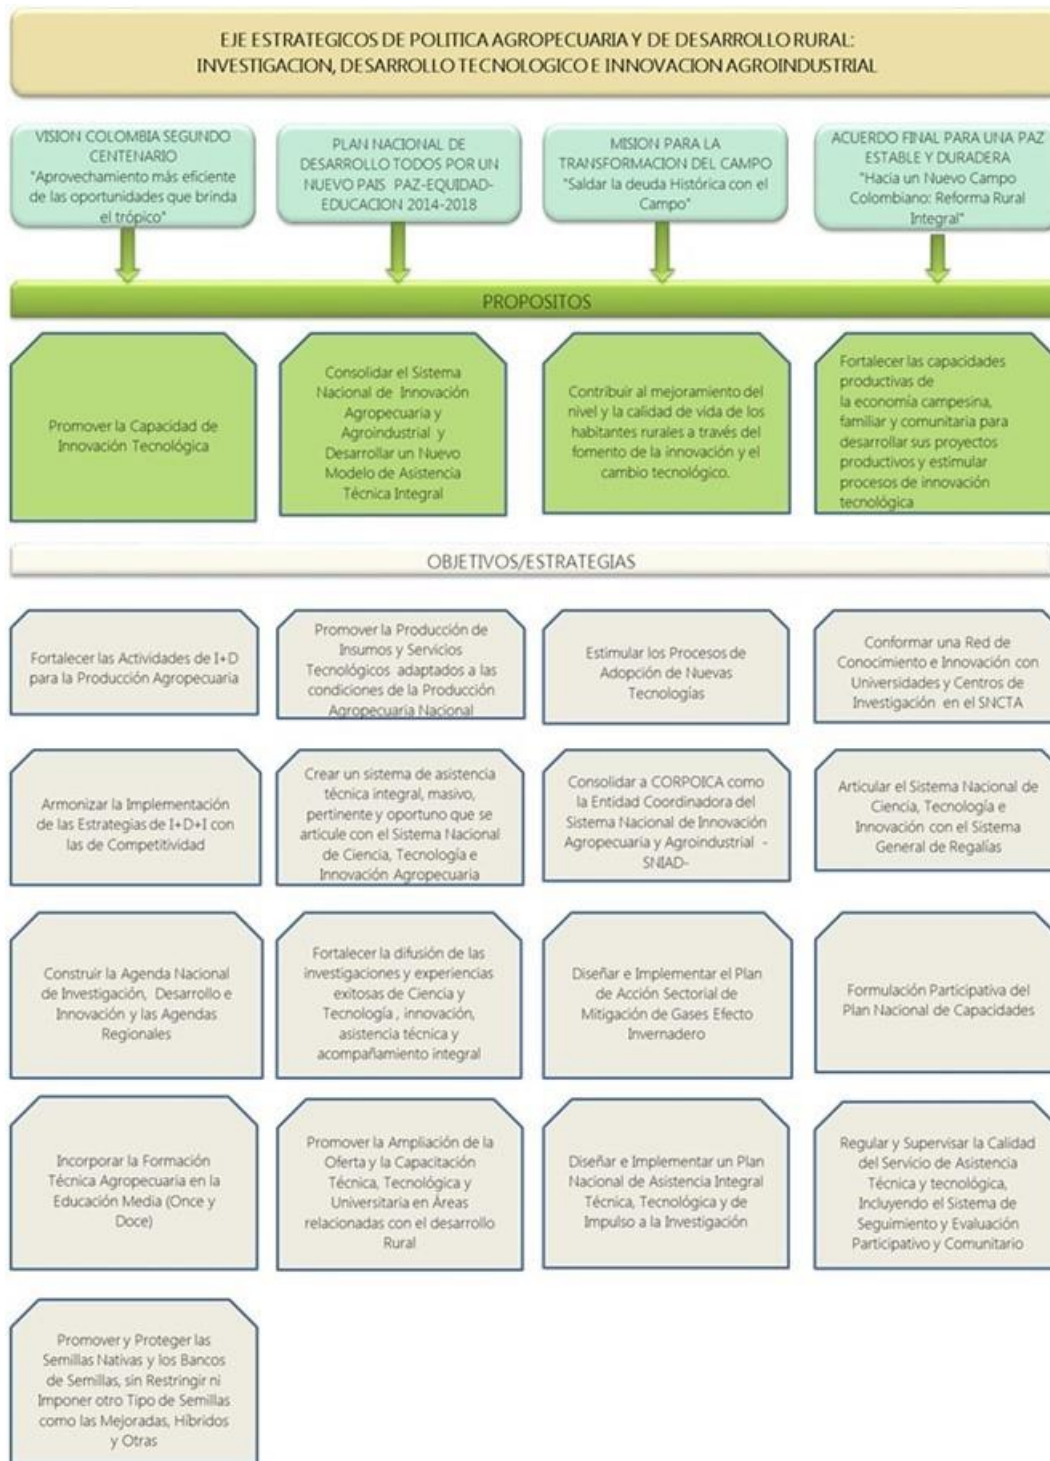 EJE ESTRATEGICOS DE POLITICA AGROPECUARIA Y DE DESARROLLO RURAL:
INVESTIGACION, DESARROLLO TECNOLOGICO E INNOVACION AGROINDUSTRIAL
VISION COLOMBIA SEGUNDO
CENTENARIO
"Aprovechamiento más eficiente
de las oportunidades que brinda
el trópico"
PLAN NACIONAL DE
DESARROLLO TODOS POR UN
NUEVO PAIS PAZ-EQUIDAD-
EDUCACION 2014-2018
MISION PARA LA
TRANSFORMACION DEL CAMPO
"Saldar la deuda Histórica con el
Campo"
ACUERDO FINAL PARA UNA PAZ
ESTABLE Y DURADERA
"Hacia un Nuevo Campo
Colombiano: Reforma Rural
Integral"
PROPOSITOS
Promover la Capacidad de
Innovación Tecnológica
Consolidar el Sistema
Nacional de Innovación
Agropecuaria y
Agroindustrial y
Desarrollar un Nuevo
Modelo de Asistencia
Técnica Integral
Contribuir al mejoramiento del
nivel y la calidad de vida de los
habitantes rurales a través del
fomento de la innovación y el
cambio tecnológico.
Fortalecer las capacidades
productivas de
la economía campesina,
familiar y comunitaria para
desarrollar sus proyectos
productivos y estimular
procesos de innovación
tecnológica
OBJETIVOS/ESTRATEGIAS
Fortalecer las Actividades de I+D
para la Producción Agropecuaria
Promover la Producción de
Insumos y Servicios
Tecnológicos adaptados a las
condiciones de la Producción
Agropecuaria Nacional
Estimular los Procesos de
Adopción de Nuevas
Tecnologías
Conformar una Red de
Conocimiento e Innovación con
Universidades y Centros de
Investigación en el SNCTA
Armonizar la Implementación
de las Estrategias de I+D+I con
las de Competitividad
Crear un sistema de asistencia
técnica integral, masivo,
pertinente y oportuno que se
articule con el Sistema Nacional
de Ciencia, Tecnología e
Innovación Agropecuaria
Consolidar a CORPOICA como
la Entidad Coordinadora del
Sistema Nacional de Innovación
Agropecuaria y Agroindustrial -
SNIAD-
Articular el Sistema Nacional de
Ciencia, Tecnología e
Innovación con el Sistema
General de Regalías
Construir la Agenda Nacional
de Investigación, Desarrollo e
Innovación y las Agendas
Regionales
Fortalecer la difusión de las
investigaciones y experiencias
exitosas de Ciencia y
Tecnología , innovación,
asistencia técnica y
acompañamiento integral
Diseñar e Implementar el Plan
de Acción Sectorial de
Mitigación de Gases Efecto
Invernadero
Formulación Participativa del
Plan Nacional de Capacidades
Incorporar la Formación
Técnica Agropecuaria en la
Educación Media (Once y
Doce)
Promover la Ampliación de la
Oferta y la Capacitación
Técnica, Tecnológica y
Universitaria en Áreas
relacionadas con el desarrollo
Rural
Diseñar e Implementar un Plan
Nacional de Asistencia Integral
Técnica, Tecnológica y de
Impulso a la Investigación
Regular y Supervisar la Calidad
del Servicio de Asistencia
Técnica y tecnológica,
Incluyendo el Sistema de
Seguimiento y Evaluación
Participativo y Comunitario
Promover y Proteger las
Semillas Nativas y los Bancos
de Semillas, sin Restringir ni
Imponer otro Tipo de Semillas
como las Mejoradas, Híbridos
y Otras